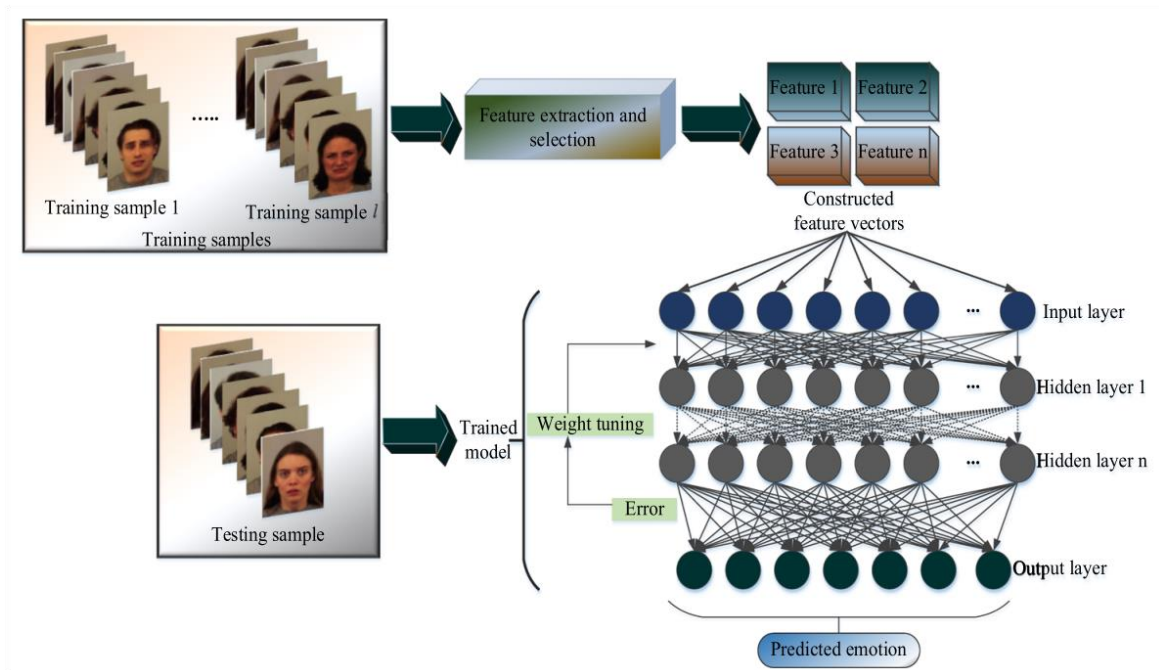 Feature extraction and
selection
Feature 1
Feature 2
Feature 3
Feature n
Constructed
feature vectors
.....
Training sample 1
Training sample l
Training samples
...
Input layer
...
Hidden layer 1
Weight tuning
Trained
model
...
Hidden layer n
Error
Testing sample
Output layer
Predicted emotion